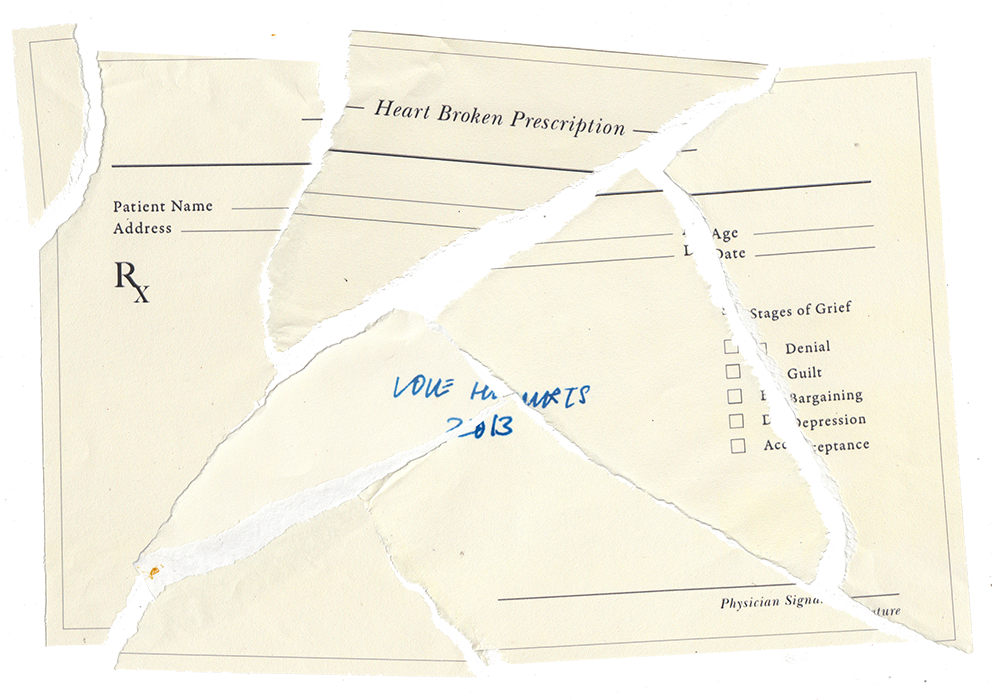 Heart Broken Prescription
Patient Name
Address
Age
Date
Rx
Stages of Grief
Denial
Guilt
Bargaining
Depression
Acceptance
LOVE
2013
Physician Signature